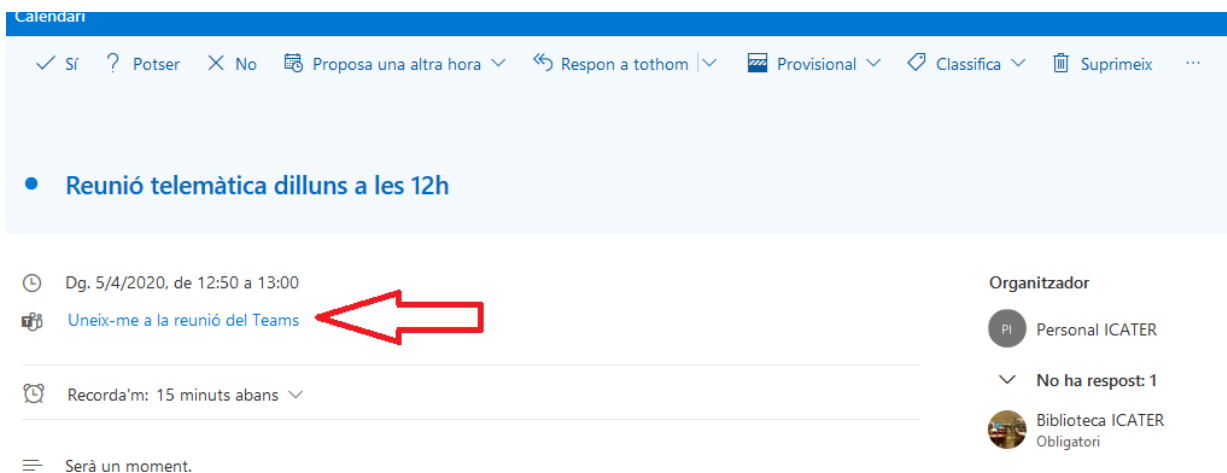 Calendari
Sí Potser No Proposa una altra hora Respon a tothom Provisional Classifica Suprimeix ...
Reunió telemàtica dilluns a les 12h
Dg. 5/4/2020, de 12:50 a 13:00
Uneix-me a la reunió del Teams
Recorda'm: 15 minuts abans
Serà un moment.
Organitzador
PI Personal ICATER
No ha respost: 1
Biblioteca ICATER
Obligatori